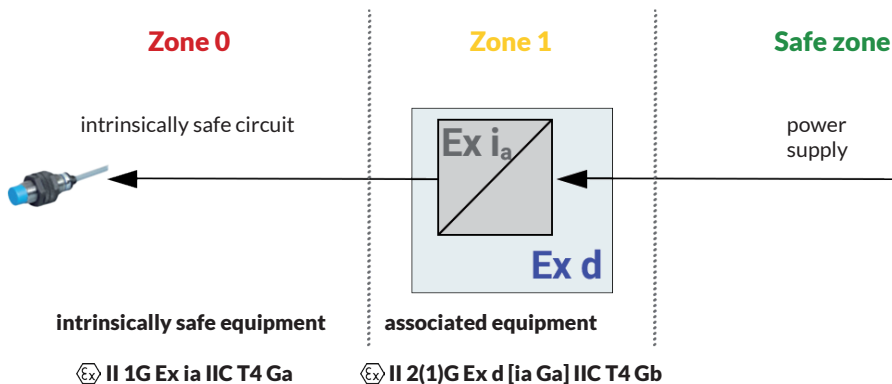 Zone 0
Zone 1
Safe zone
intrinsically safe circuit
power
supply
Ex ia
Ex d
intrinsically safe equipment
associated equipment
Ex II 1G Ex ia IIC T4 Ga
Ex II 2(1)G Ex d [ia Ga] IIC T4 Gb